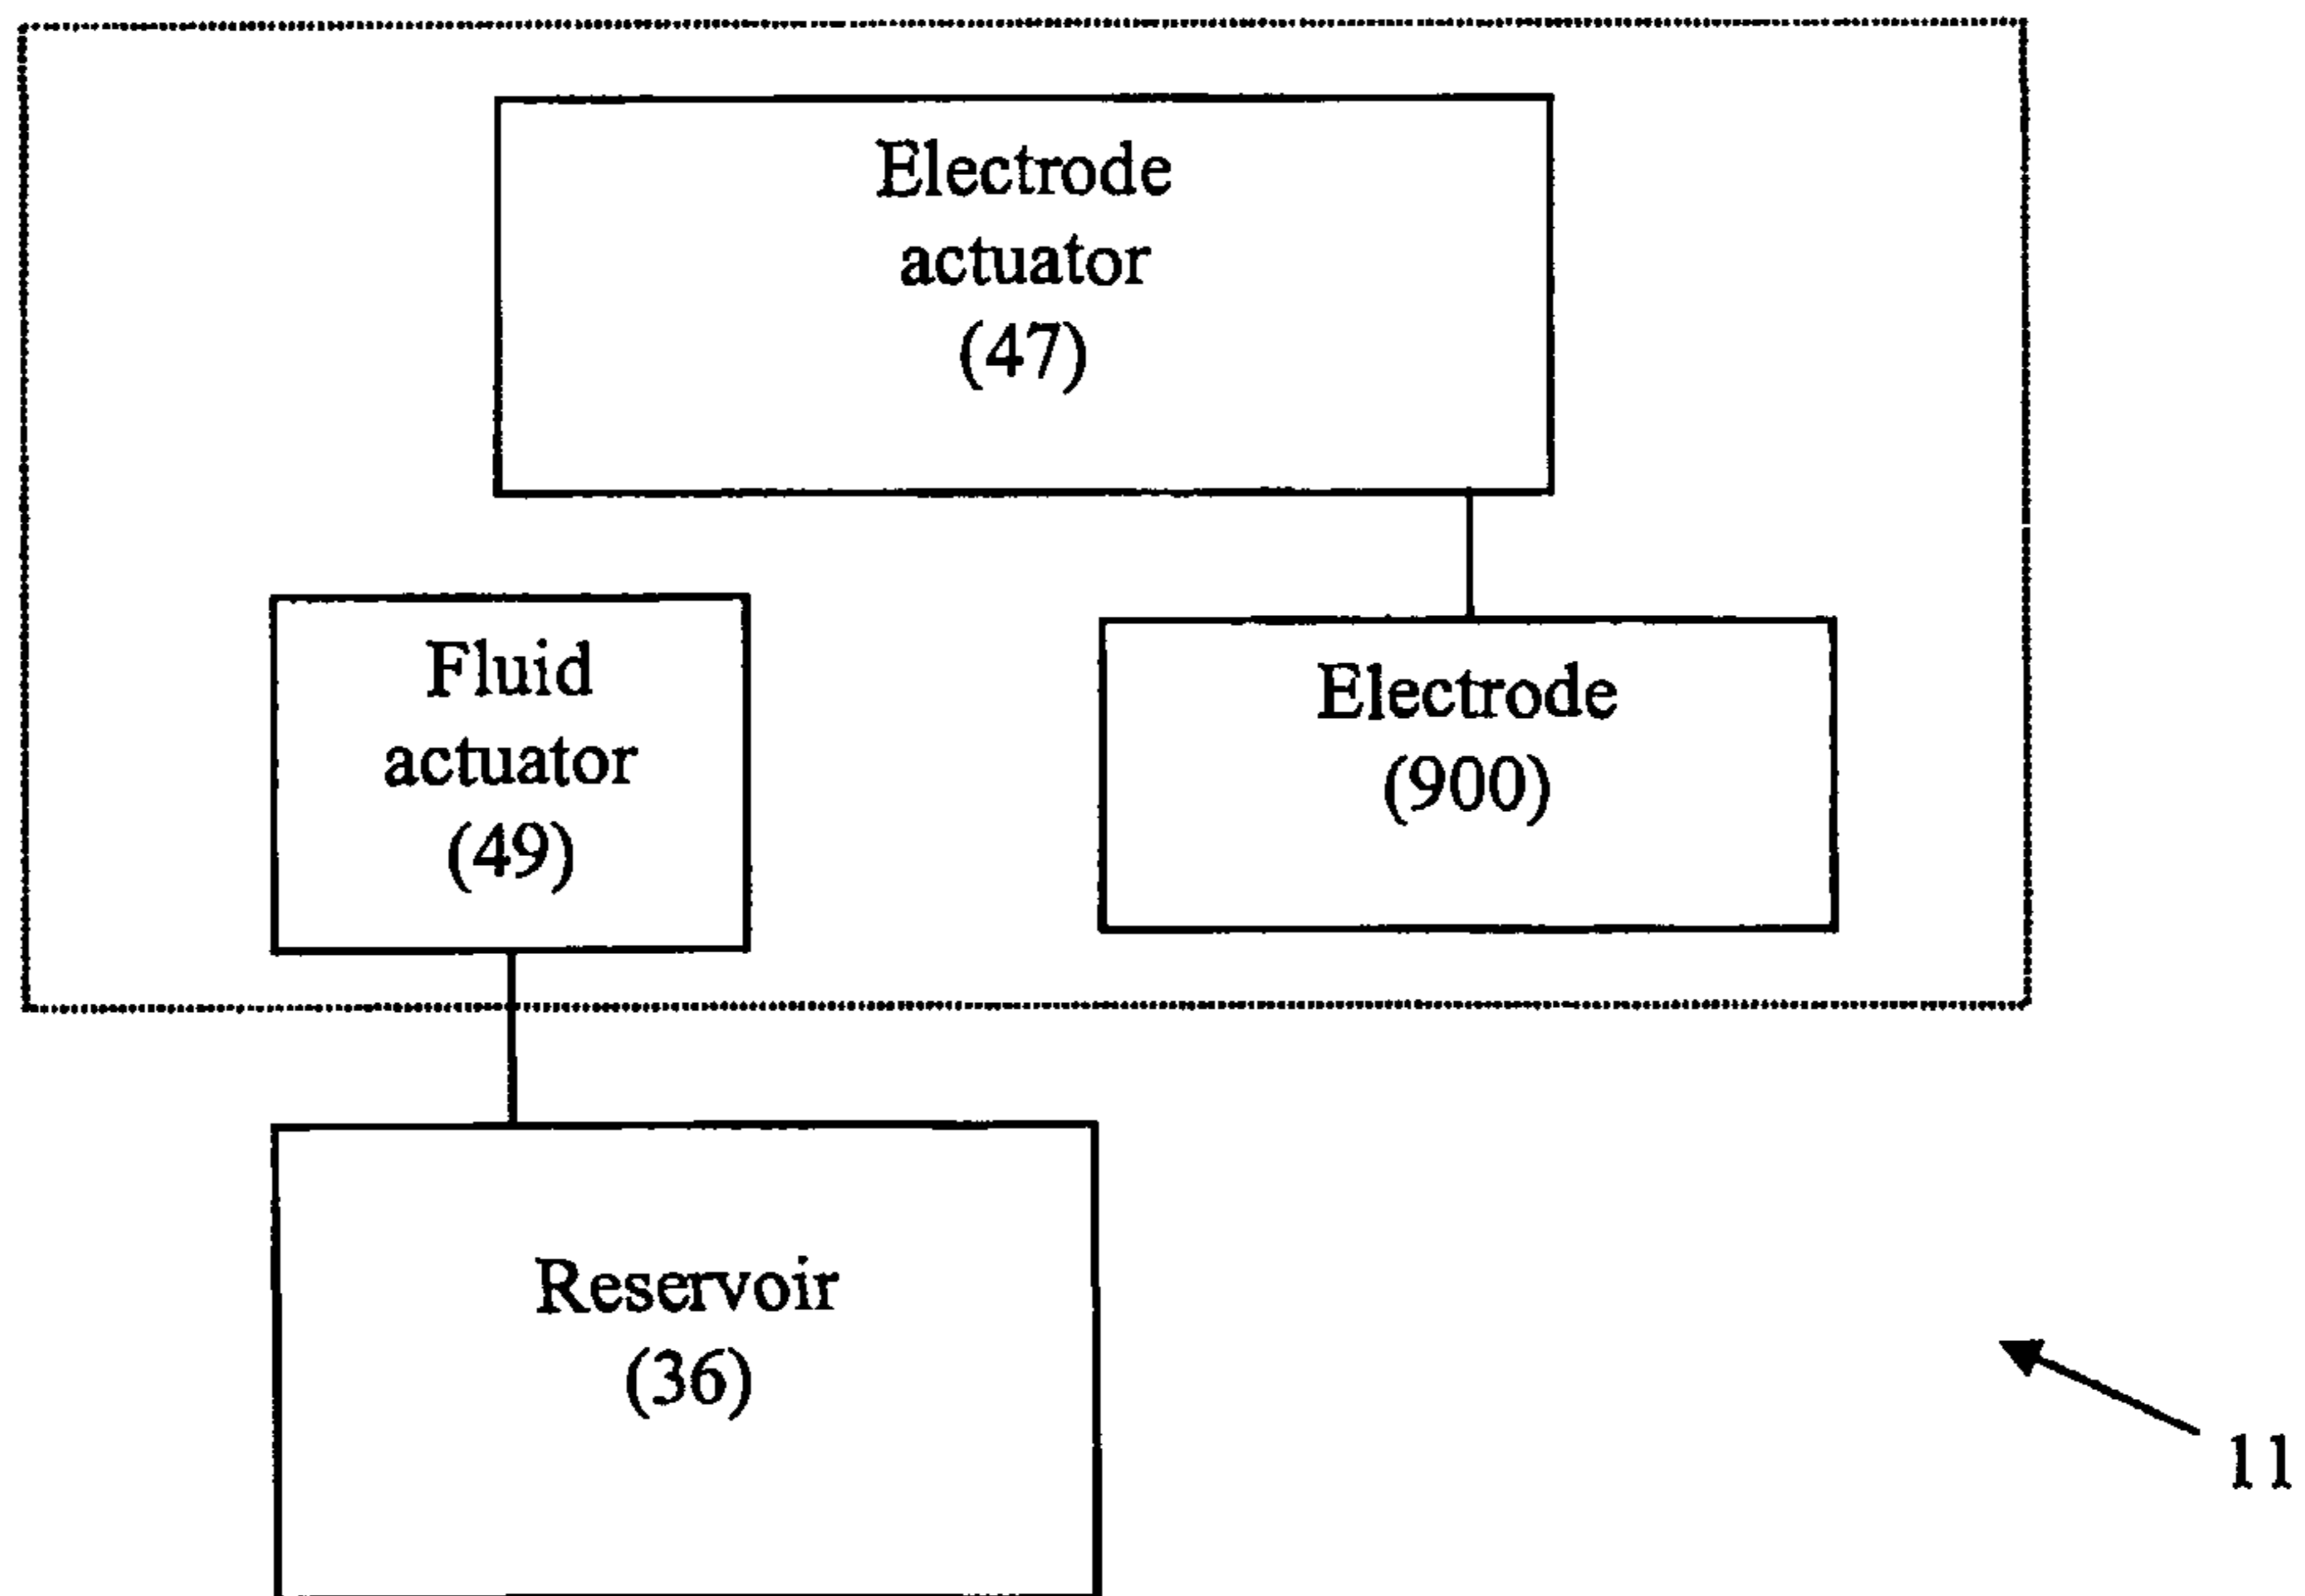 Electrode
actuator
(47)
Fluid
actuator
(49)
Electrode
(900)
Reservoir
(36)
11